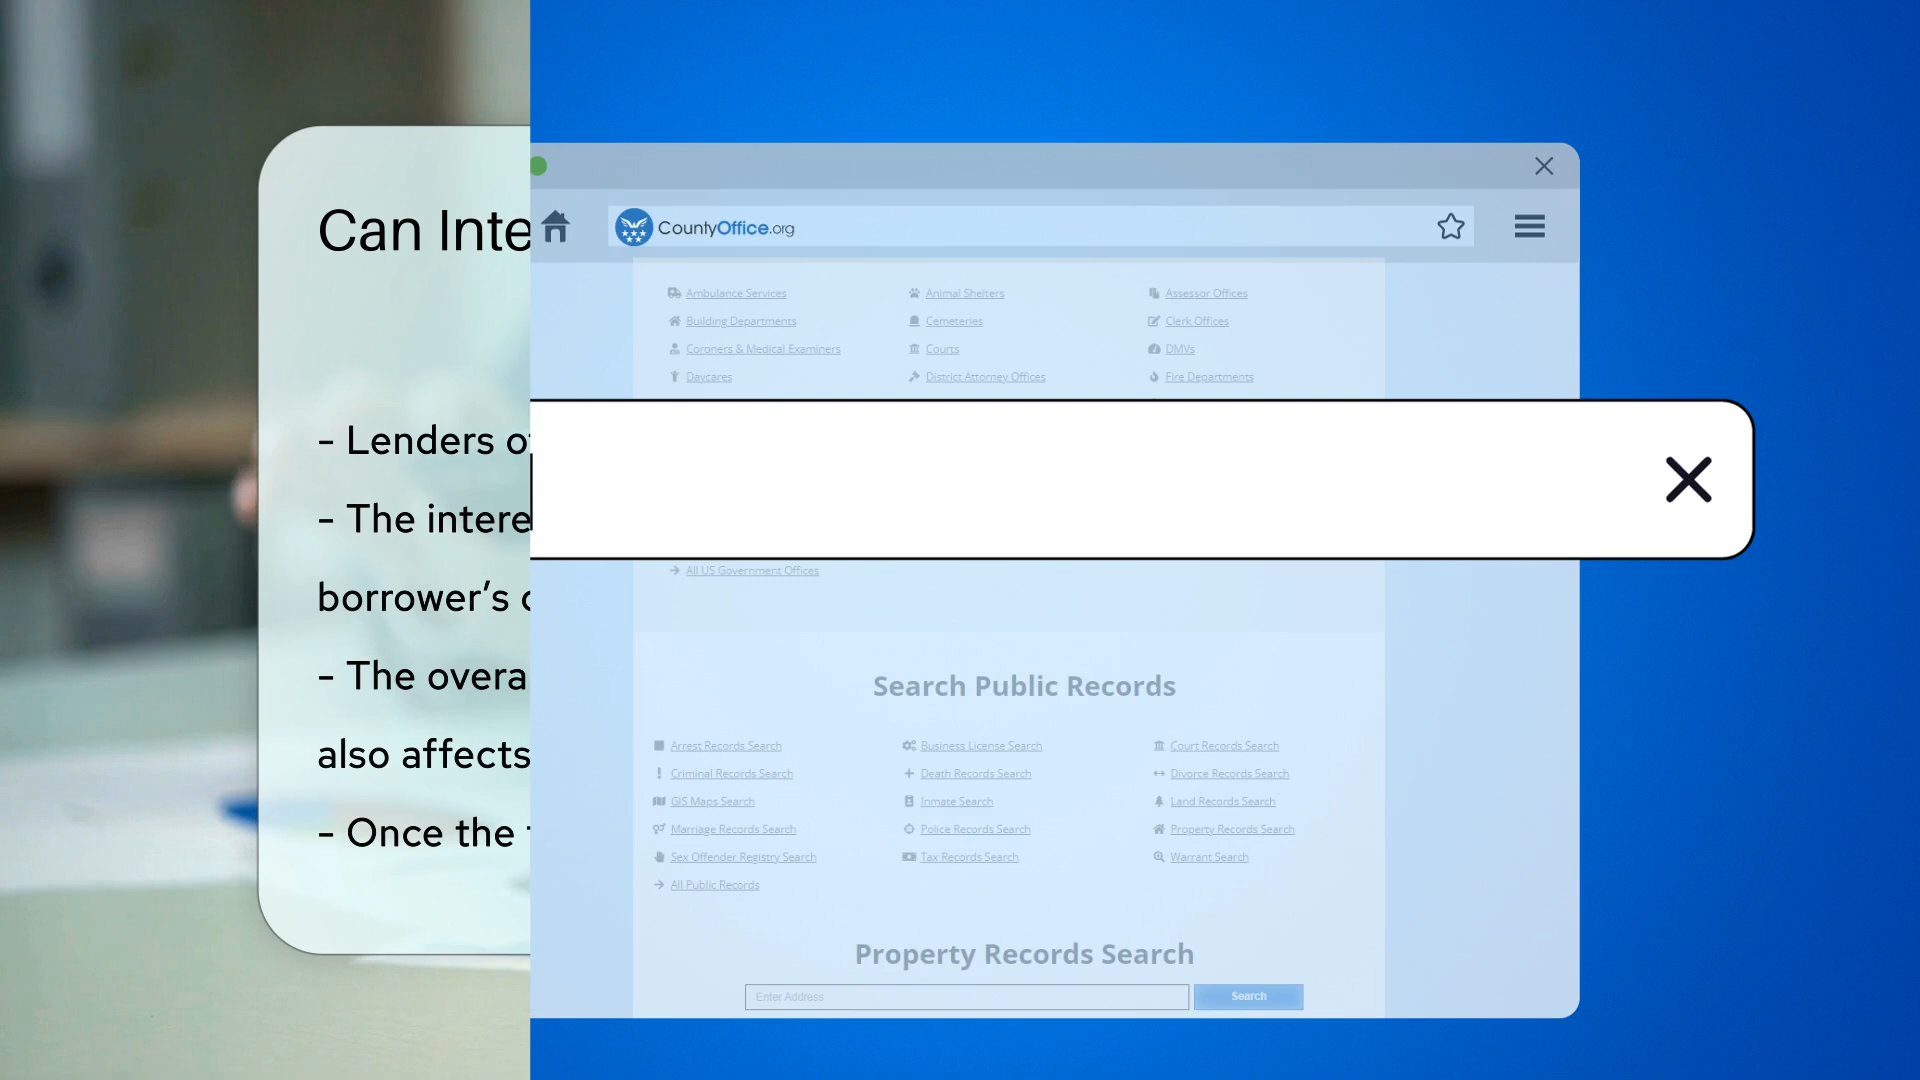 Can Inte
- Lenders o
- The intere
borrower’s
- The overa
also affects
- Once the
CountyOffice.org
Ambulance Services
Animal Shelters
Assessor Offices
Building Departments
Cemeteries
Clerk Offices
Coroners & Medical Examiners
Courts
DMVs
Daycares
District Attorney Offices
Fire Departments
All US Government Offices
Search Public Records
Arrest Records Search
Business License Search
Court Records Search
Criminal Records Search
Death Records Search
Divorce Records Search
GIS Maps Search
Inmate Search
Land Records Search
Marriage Records Search
Police Records Search
Property Records Search
Sex Offender Registry Search
Tax Records Search
Warrant Search
All Public Records
Property Records Search
Enter Address
Search